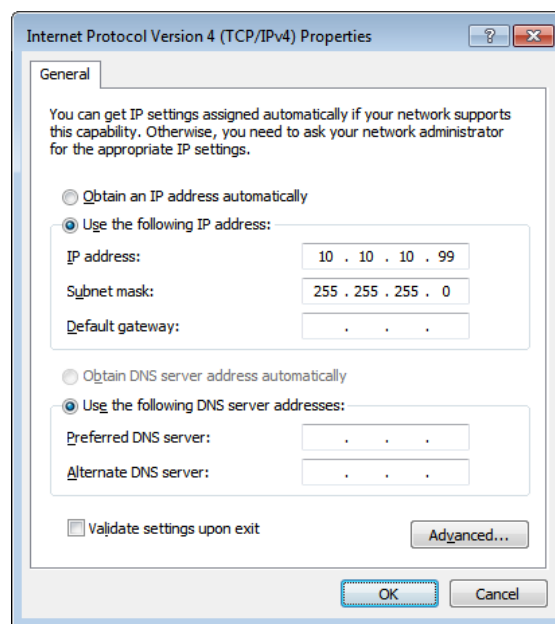 Internet Protocol Version 4 (TCP/IPv4) Properties
?
General
You can get IP settings assigned automatically if your network supports
this capability. Otherwise, you need to ask your network administrator
for the appropriate IP settings.
Obtain an IP address automatically
Use the following IP address:
IP address: 10 . 10 . 10 . 99
Subnet mask: 255 . 255 . 255 . 0
Default gateway: . . .
Obtain DNS server address automatically
Use the following DNS server addresses:
Preferred DNS server: . . .
Alternate DNS server: . . .
Validate settings upon exit
Advanced...
OK Cancel